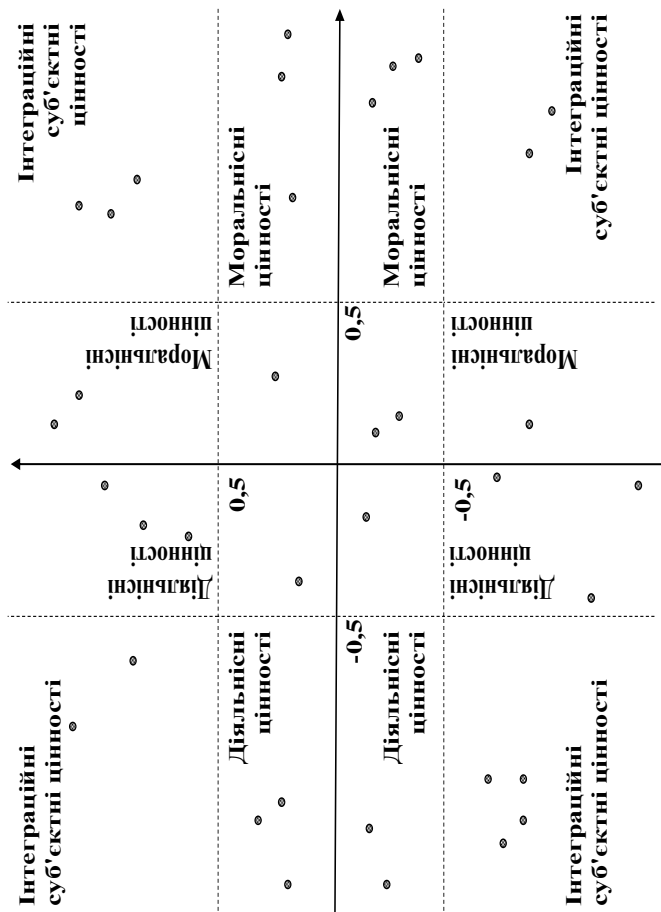 Інтеграційні
суб'єктні цінності
Діяльнісні
цінності
Моральнісні
цінності
Інтеграційні
суб'єктні
цінності
Діяльнісні
цінності
0,5
Моральнісні
цінності
-0,5
0,5
Діяльнісні
цінності
Моральнісні
цінності
-0,5
Інтеграційні
суб'єктні цінності
Діяльнісні
цінності
Моральнісні
цінності
Інтеграційні
суб'єктні цінності